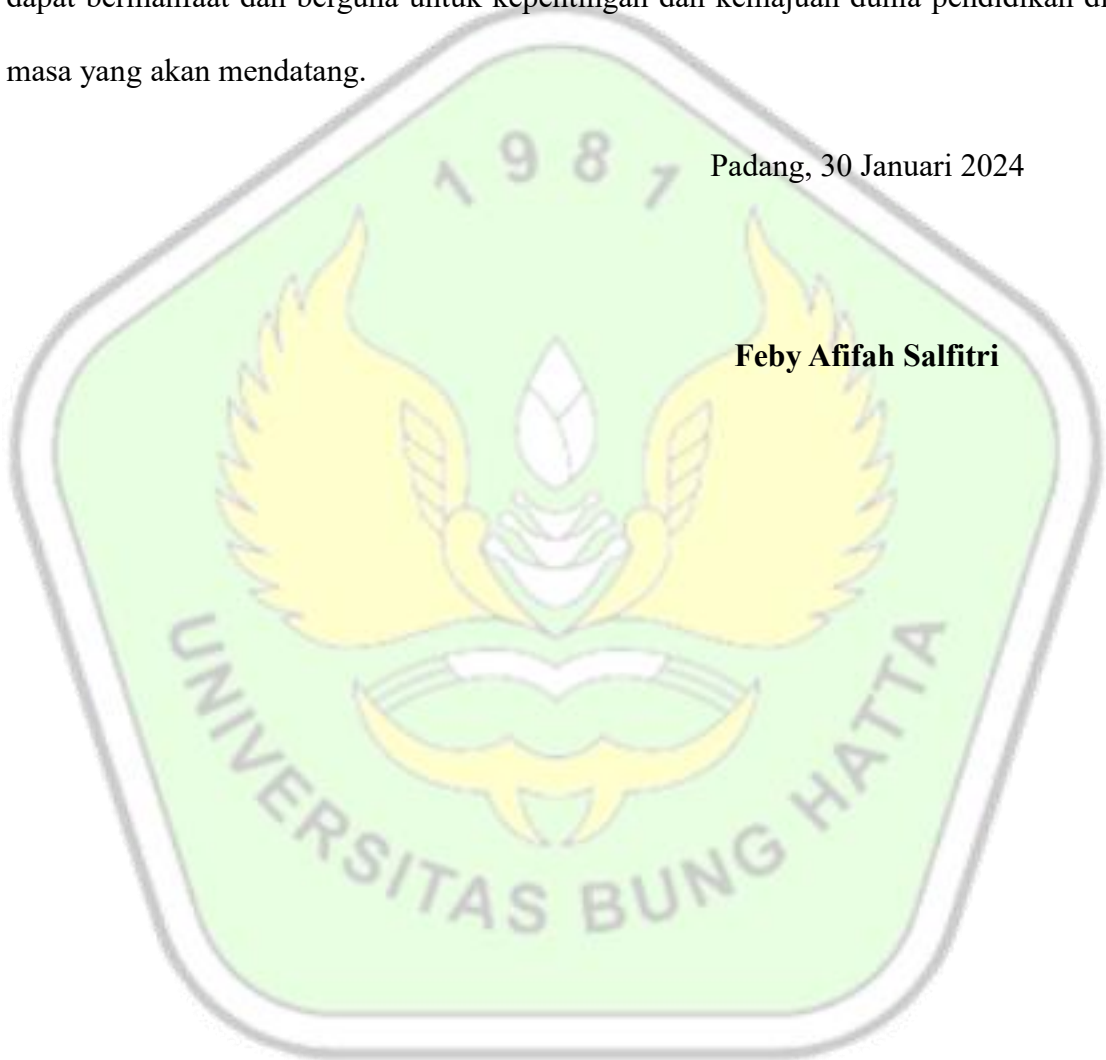 dapat bermanfaat dan berguna untuk kepentingan dan kemajuan dunia pendidikan di
masa yang akan mendatang.
1981
Padang, 30 Januari 2024
Feby Afifah Salfitri
UNIVERSITAS BUNG HATTA